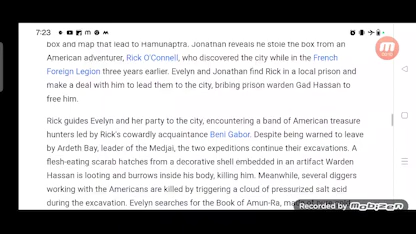 7:23
box and map that lead to Hamunaptra. Jonathan reveals he stole the box from an
American adventurer, Rick O'Connell, who discovered the city while in the French
Foreign Legion three years earlier. Evelyn and Jonathan find Rick in a local prison and
make a deal with him to lead them to the city, bribing prison warden Gad Hassan to
free him.
Rick guides Evelyn and her party to the city, encountering a band of American treasure
hunters led by Rick's cowardly acquaintance Beni Gabor. Despite being warned to leave
by Ardeth Bay, leader of the Medjai, the two expeditions continue their excavations. A
flesh-eating scarab hatches from a decorative shell embedded in an artifact Warden
Hassan is looting and burrows inside his body, killing him. Meanwhile, several diggers
working with the Americans are killed by triggering a cloud of pressurized salt acid
during the excavation. Evelyn searches for the Book of Amun-Ra, made of
Recorded by Mobizen